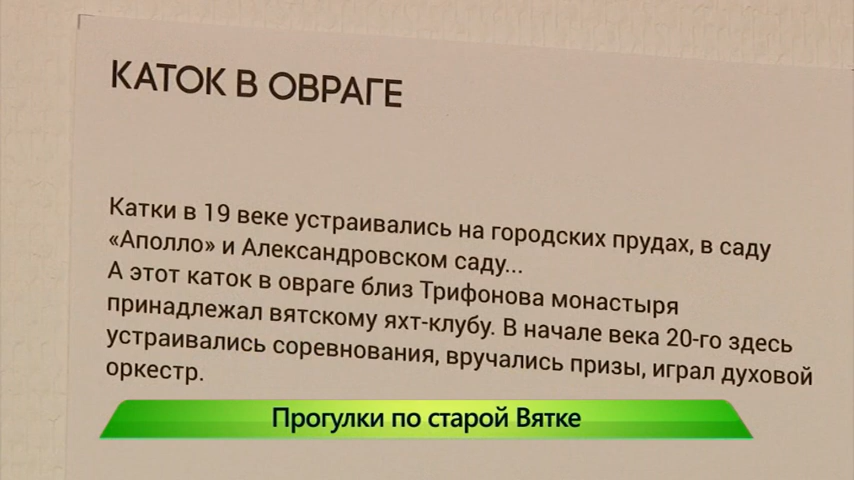 КАТОК В ОВРАГЕ
Катки в 19 веке устраивались на городских прудах, в саду
«Аполло» и Александровском саду...
А этот каток в овраге близ Трифонова монастыря
принадлежал вятскому яхт-клубу. В начале века 20-го здесь
устраивались соревнования, вручались призы, играл духовой
оркестр.
Прогулки по старой Вятке